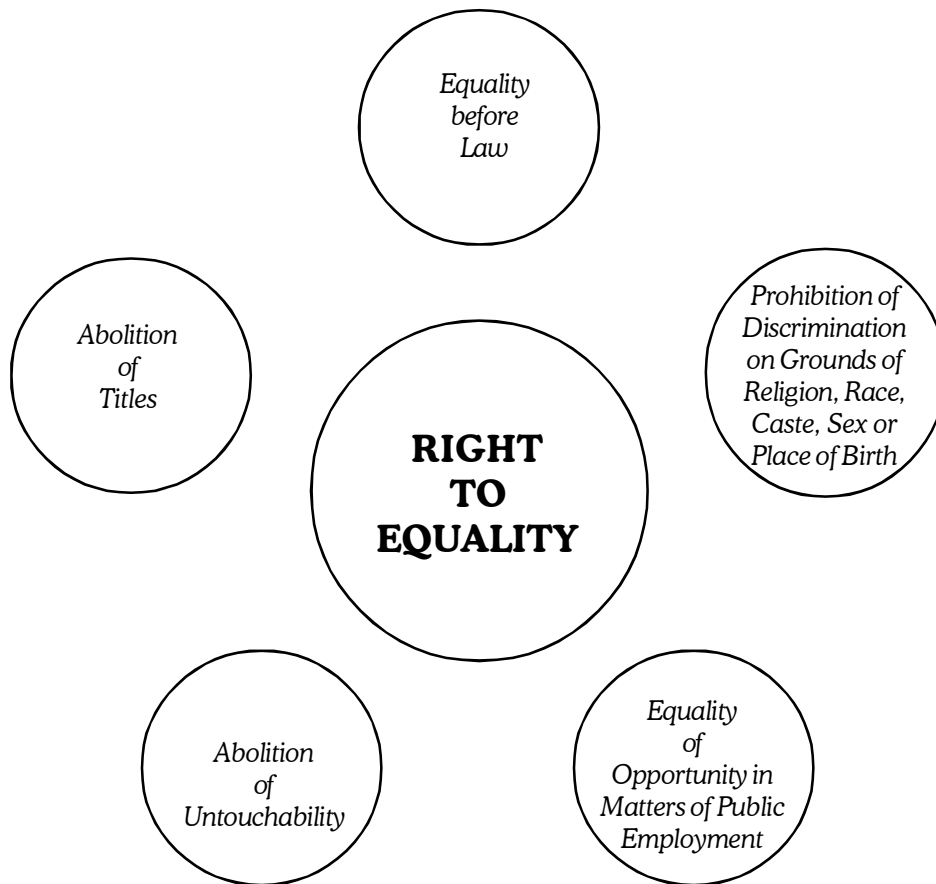 Equality
before
Law
Prohibition of
Discrimination
on Grounds of
Religion, Race,
Caste, Sex or
Place of Birth
Abolition
of
Titles
RIGHT
TO
EQUALITY
Equality
of
Opportunity in
Matters of Public
Employment
Abolition
of
Untouchability